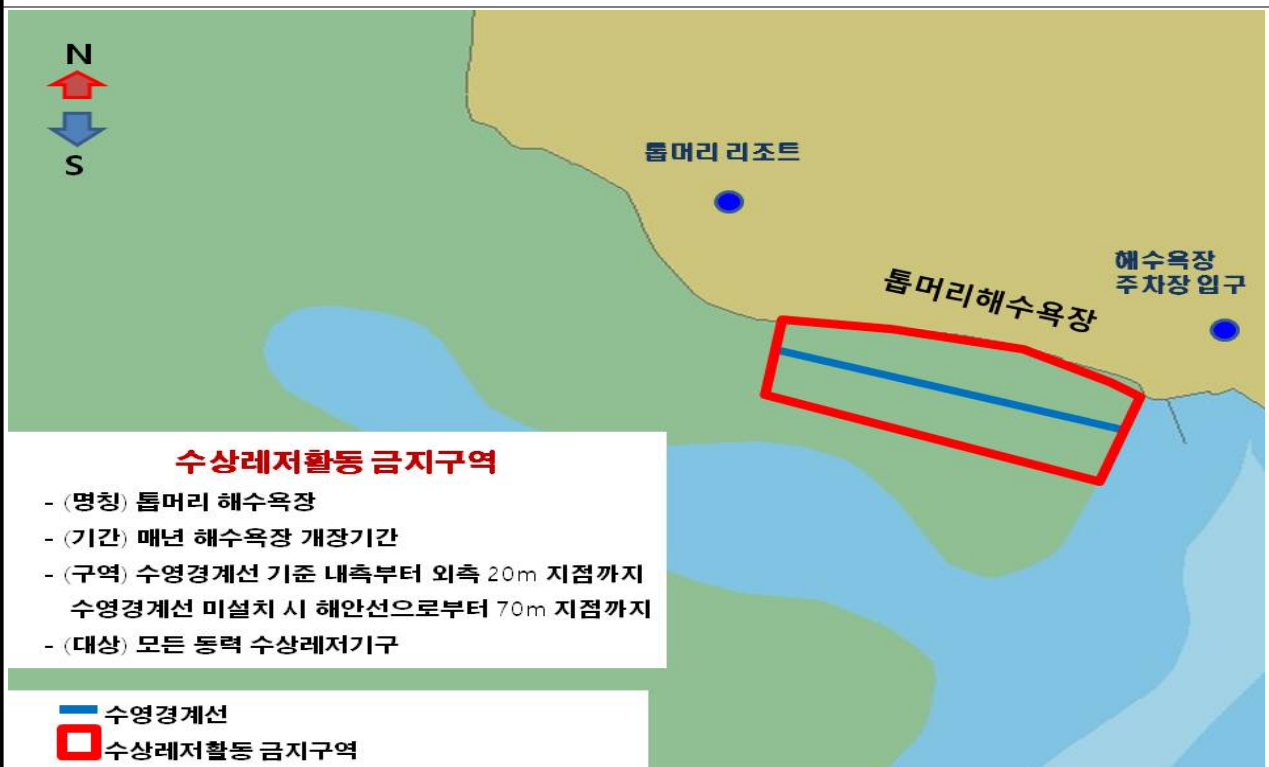 N
S
톱머리 리조트
해수욕장
주차장 입구
톱머리해수욕장
수상레저활동 금지구역
- (명칭) 톱머리 해수욕장
- (기간) 매년 해수욕장 개장기간
- (구역) 수영경계선 기준 내측부터 외측 20m 지점까지
수영경계선 미설치 시 해안선으로부터 70m 지점까지
- (대상) 모든 동력 수상레저기구
수영경계선
수상레저활동 금지구역